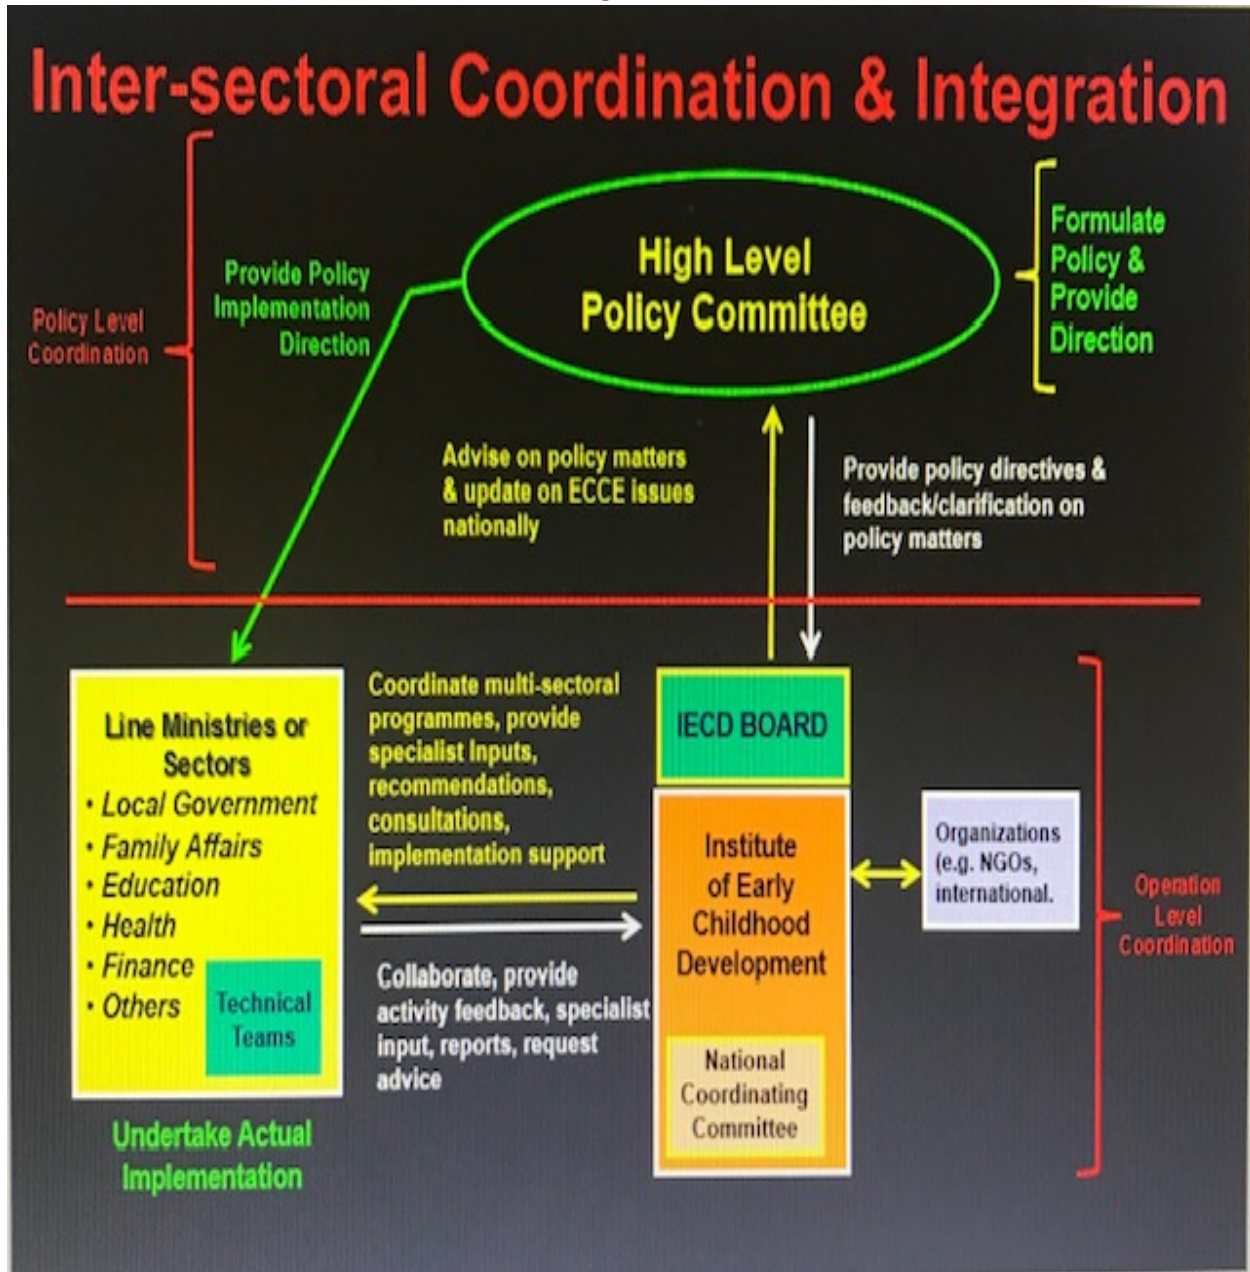 Inter-sectoral Coordination & Integration
High Level
Policy Committee
Formulate
Policy &
Provide
Direction
Provide Policy
Implementation
Direction
Policy Level
Coordination
Advise on policy matters
& update on ECCE issues
nationally
Provide policy directives &
feedback/clarification on
policy matters
Line Ministries or
Sectors
• Local Government
• Family Affairs
• Education
• Health
• Finance
• Others
Technical
Teams
Undertake Actual
Implementation
Coordinate multi-sectoral
programmes, provide
specialist Inputs,
recommendations,
consultations,
implementation support
Collaborate, provide
activity feedback, specialist
input, reports, request
advice
IECD BOARD
Institute
of Early
Childhood
Development
National
Coordinating
Committee
Organizations
(e.g. NGOs,
international.
Operation
Level
Coordination